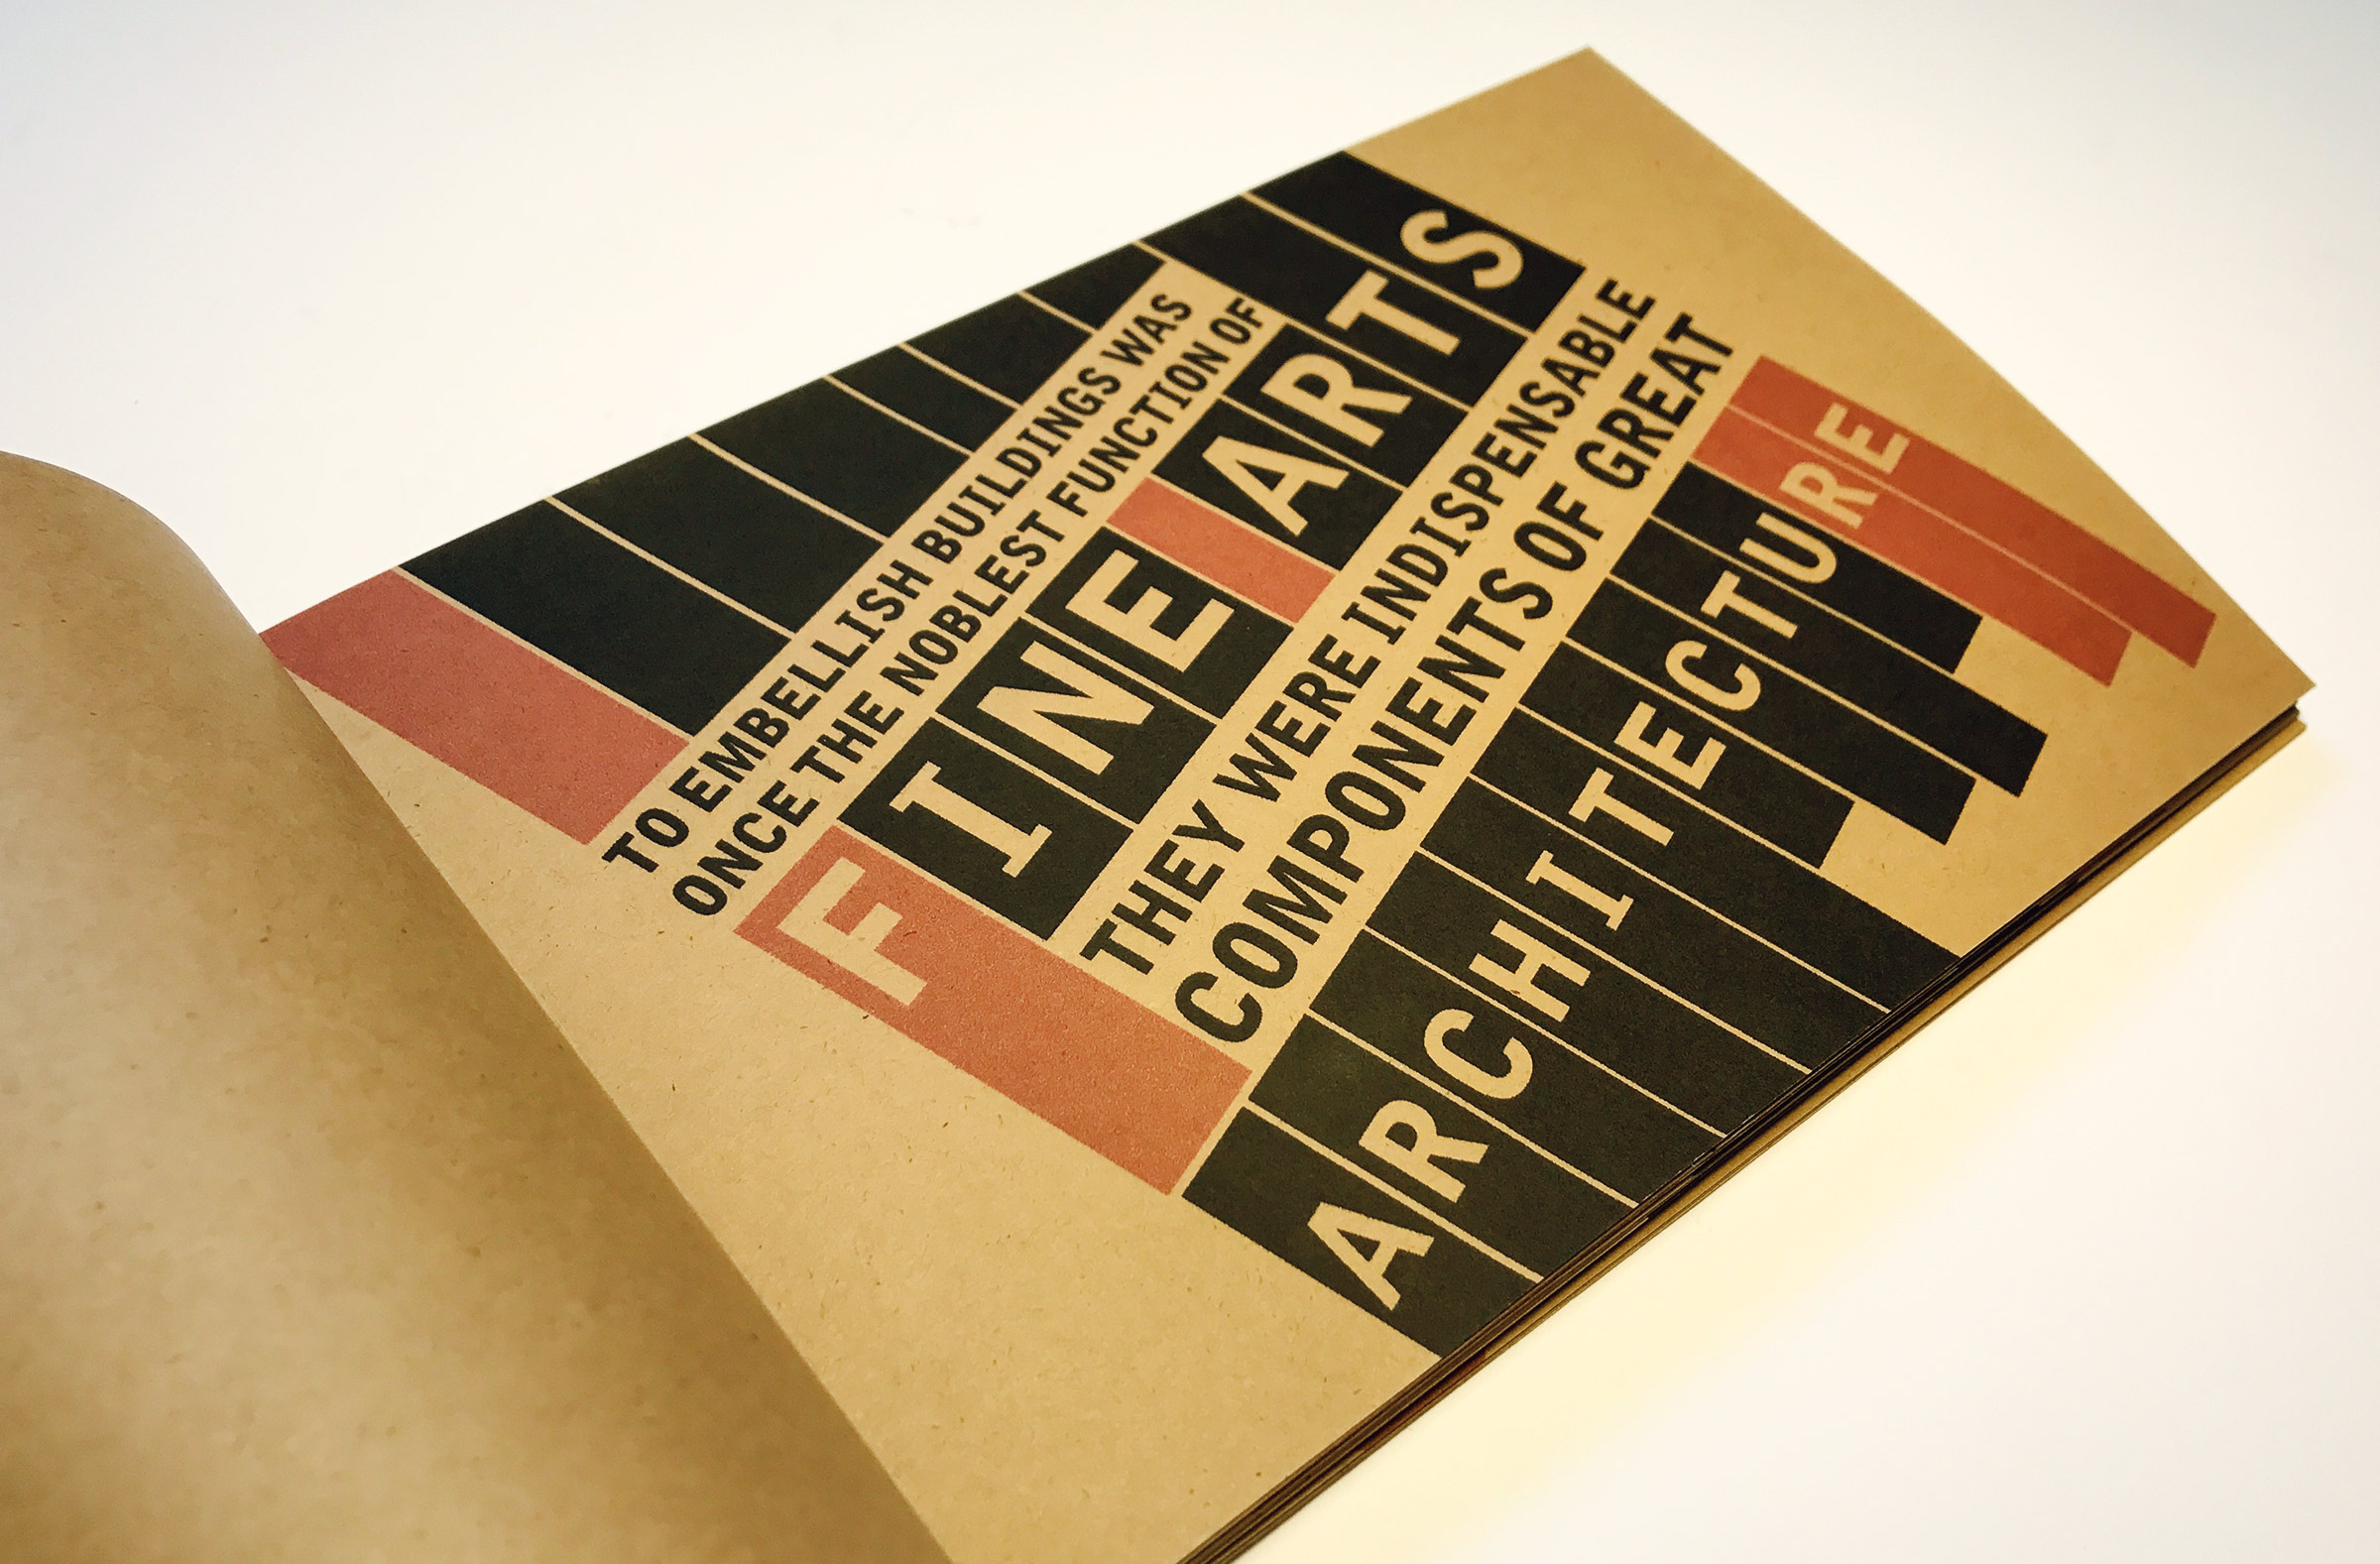 TO EMBELLISH BUILDINGS WAS
ONCE THE NOBLEST FUNCTION OF
FINE ARTS
THEY WERE INDISPENSABLE
COMPONENTS OF GREAT
ARCHITECTURE